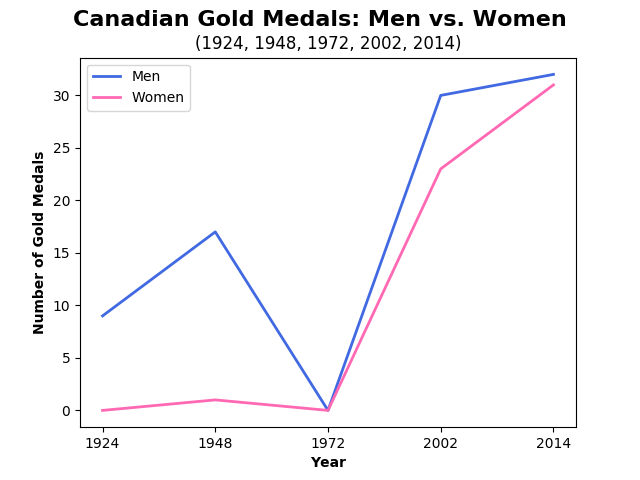 Canadian Gold Medals: Men vs. Women
(1924, 1948, 1972, 2002, 2014)
Men
Women
Number of Gold Medals
30
25
20
15
10
5
0
1924 1948 1972 2002 2014
Year